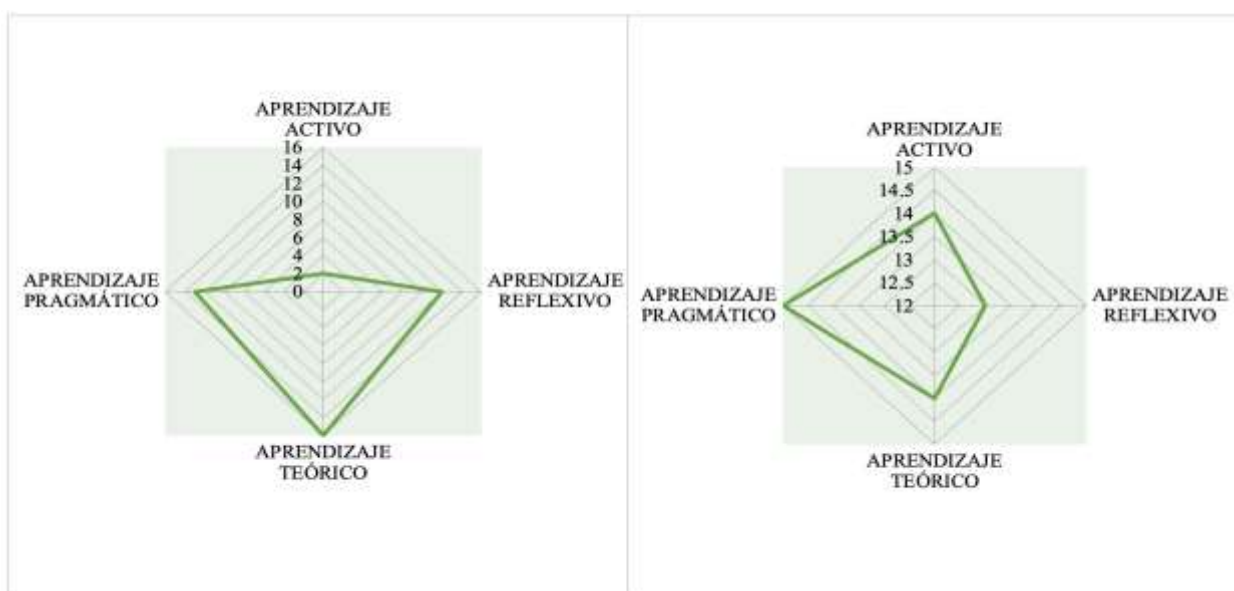 APRENDIZAJE
ACTIVO
16
14
12
10
8
6
4
2
0
APRENDIZAJE
PRAGMÁTICO
APRENDIZAJE
REFLEXIVO
APRENDIZAJE
TEÓRICO
APRENDIZAJE
ACTIVO
15
14.5
14
13.5
13
12.5
12
APRENDIZAJE
PRAGMÁTICO
APRENDIZAJE
REFLEXIVO
APRENDIZAJE
TEÓRICO